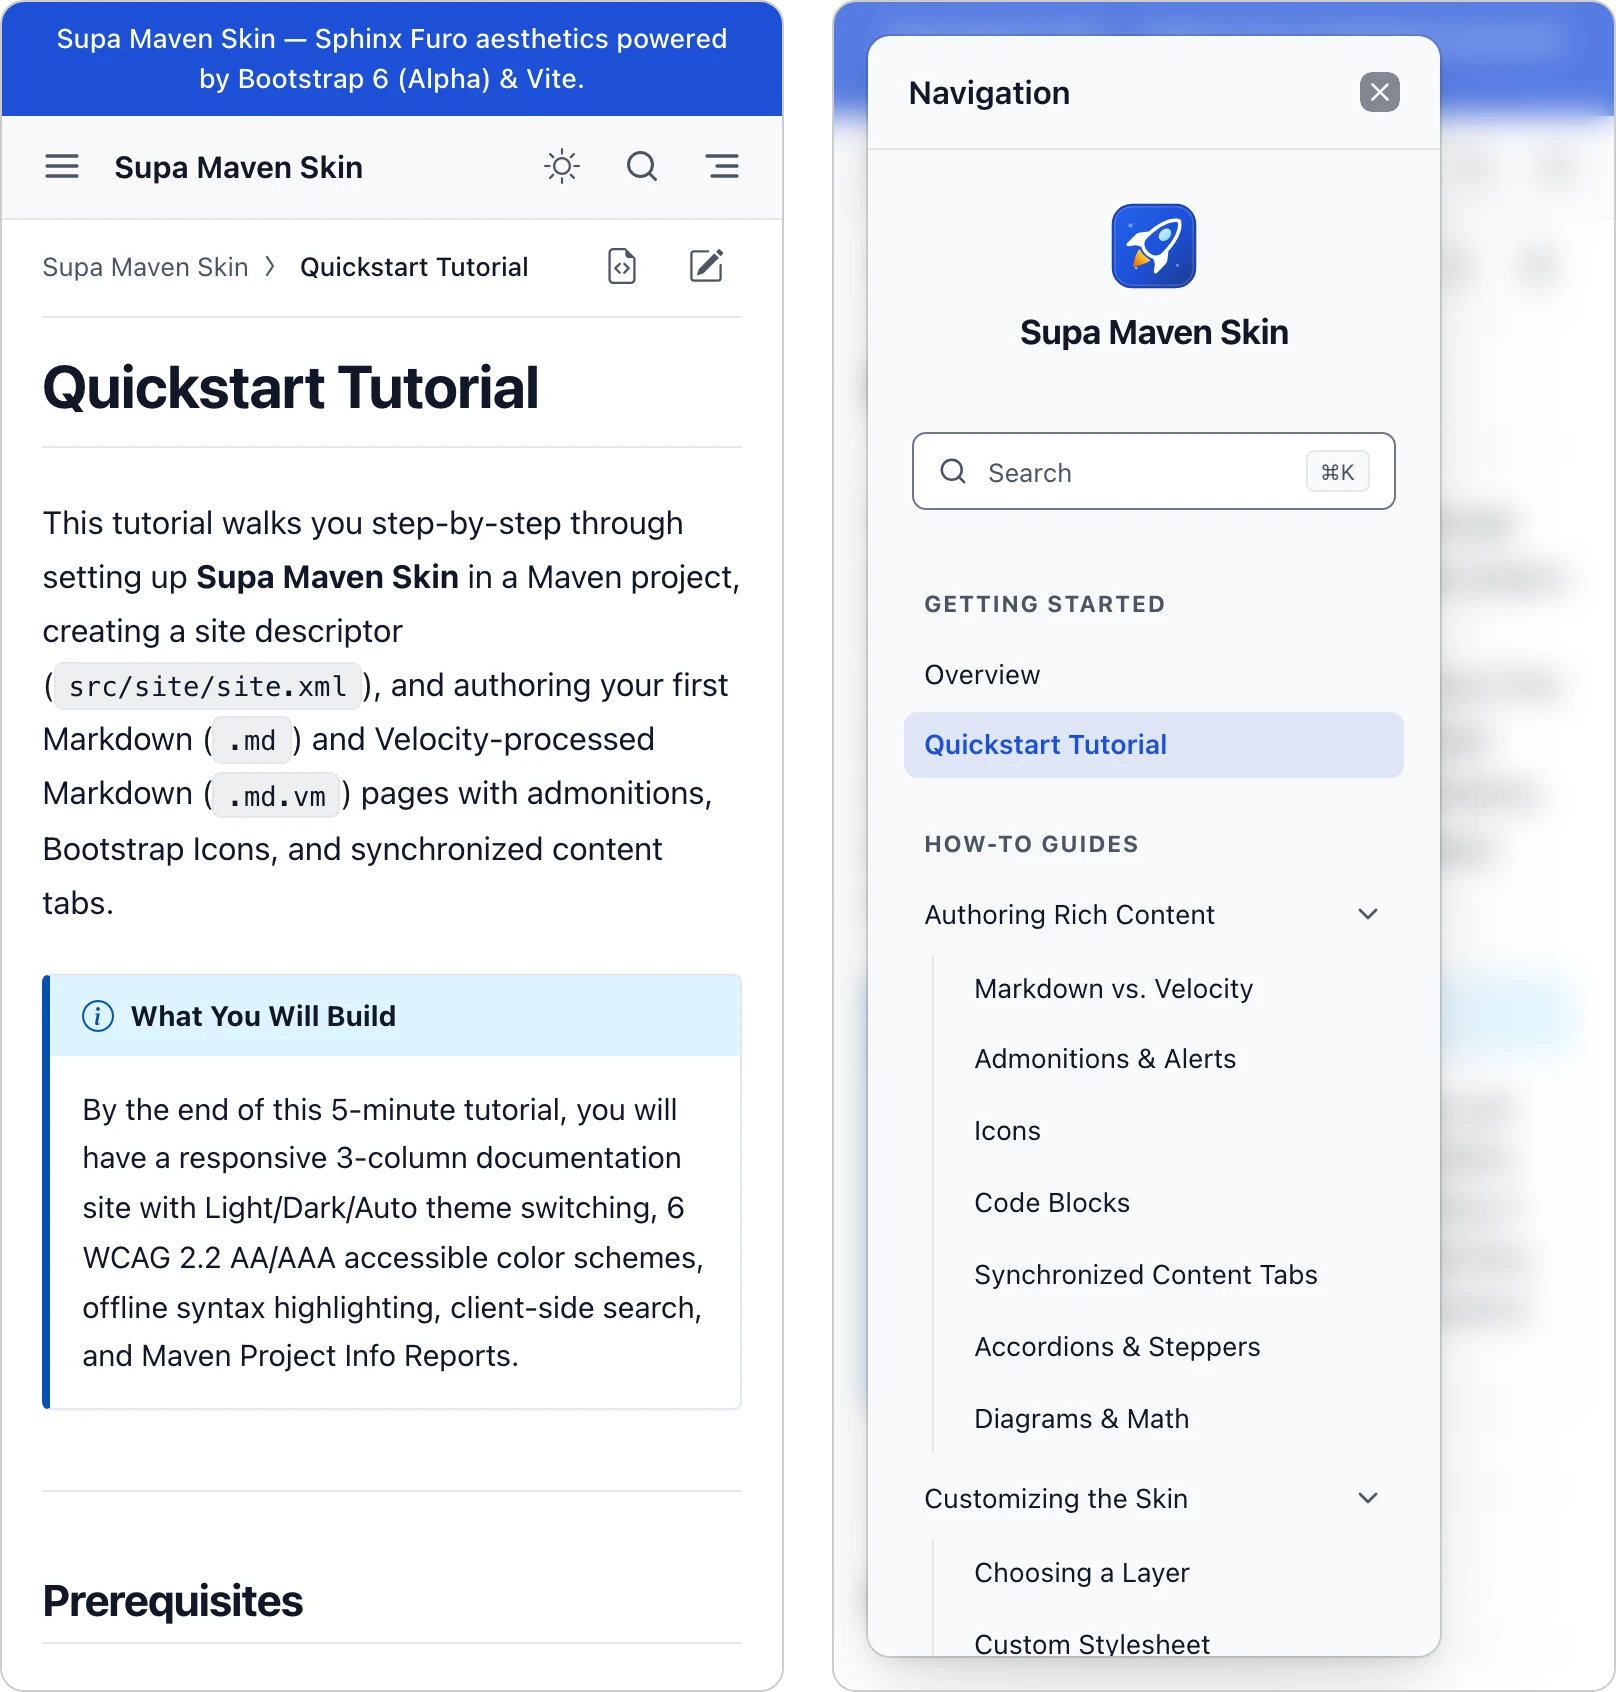 Supa Maven Skin — Sphinx Furo aesthetics powered
by Bootstrap 6 (Alpha) & Vite.
Supa Maven Skin
Supa Maven Skin > Quickstart Tutorial
Quickstart Tutorial
This tutorial walks you step-by-step through
setting up Supa Maven Skin in a Maven project,
creating a site descriptor
(src/site/site.xml), and authoring your first
Markdown (.md) and Velocity-processed
Markdown (.md.vm) pages with admonitions,
Bootstrap Icons, and synchronized content
tabs.
What You Will Build
By the end of this 5-minute tutorial, you will
have a responsive 3-column documentation
site with Light/Dark/Auto theme switching, 6
WCAG 2.2 AA/AAA accessible color schemes,
offline syntax highlighting, client-side search,
and Maven Project Info Reports.
Prerequisites
Navigation
Supa Maven Skin
Search ⌘K
GETTING STARTED
Overview
Quickstart Tutorial
HOW-TO GUIDES
Authoring Rich Content
Markdown vs. Velocity
Admonitions & Alerts
Icons
Code Blocks
Synchronized Content Tabs
Accordions & Steppers
Diagrams & Math
Customizing the Skin
Choosing a Layer
Custom Stylesheet